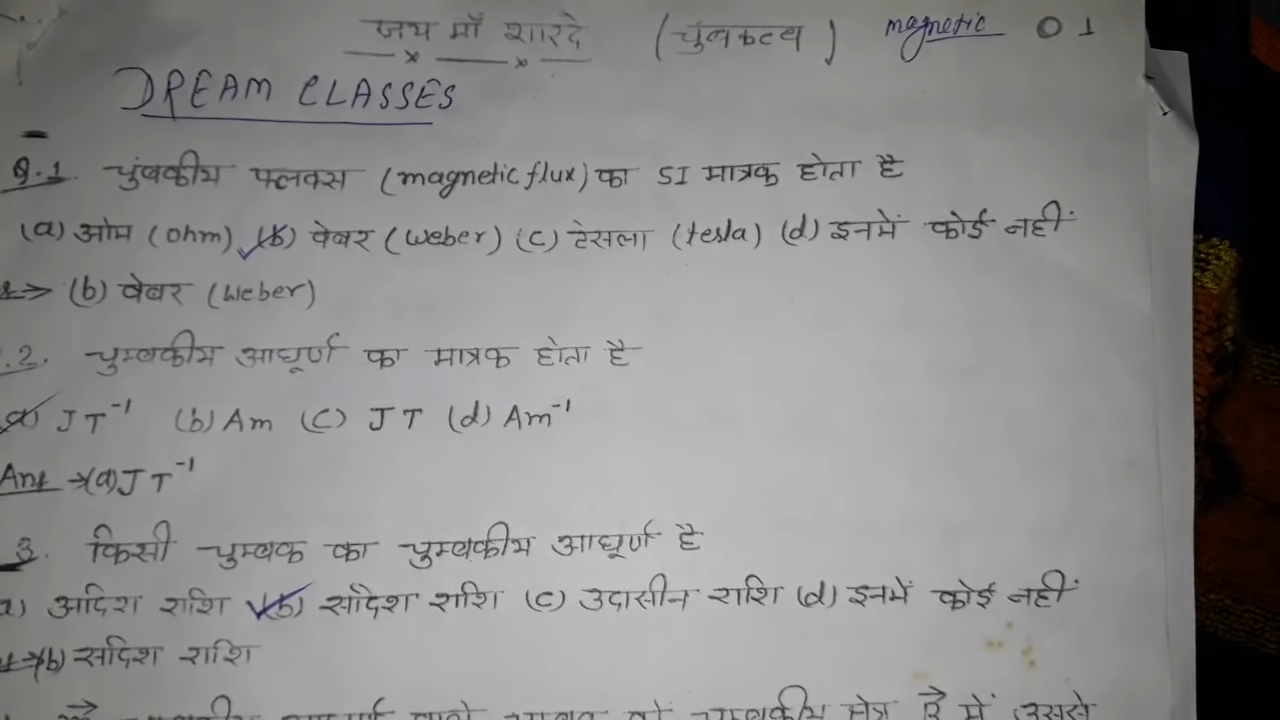 जय माँ शारदे (चुंबकत्व) magnetic 01
DREAM CLASSES
Q.1. चुंबकीय फ्लक्स (magnetic flux) का SI मात्रक होता है
(a) ओम (ohm) (b) वेबर (weber) (c) टेसला (tesla) (d) इनमें कोई नहीं
(b) वेबर (weber)
.2. चुम्बकीय आघूर्ण का मात्रक होता है
a) JT⁻¹ (b) Am (C) JT (d) Am⁻¹
Ans →(a) JT⁻¹
3. किसी चुम्बक का चुम्बकीय आघूर्ण है
a) अदिश राशि (b) सदिश राशि (c) उदासीन राशि (d) इनमें कोई नहीं
→(b) सदिश राशि
चुम्बकीय क्षेत्र B⃗ में उसके